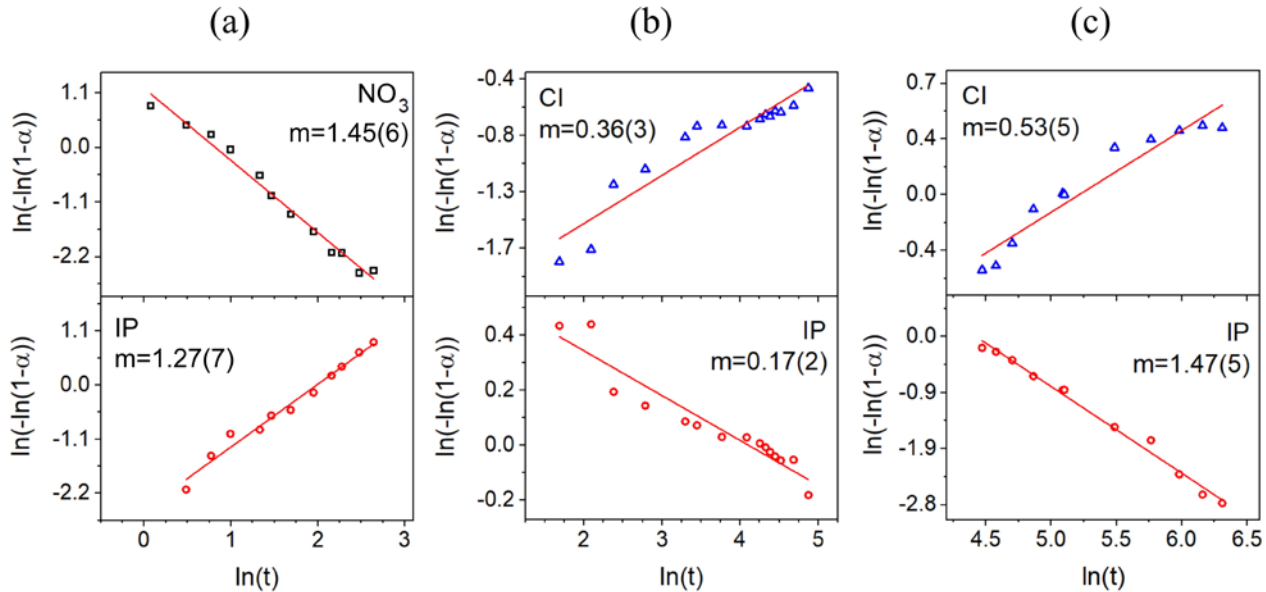 (a)
(b)
(c)
ln(-ln(1-α))
1.1
0.0
-1.1
-2.2
NO3
m=1.45(6)
ln(-ln(1-α))
1.1
0.0
-1.1
-2.2
IP
m=1.27(7)
0 1 2 3
ln(t)
ln(-ln(1-α))
-0.4
-0.8
-1.3
-1.7
Cl
m=0.36(3)
ln(-ln(1-α))
0.4
0.2
0.0
-0.2
IP
m=0.17(2)
2 3 4 5
ln(t)
ln(-ln(1-α))
0.7
0.4
0.0
-0.4
Cl
m=0.53(5)
ln(-ln(1-α))
0.0
-0.9
-1.9
-2.8
IP
m=1.47(5)
4.5 5.0 5.5 6.0 6.5
ln(t)